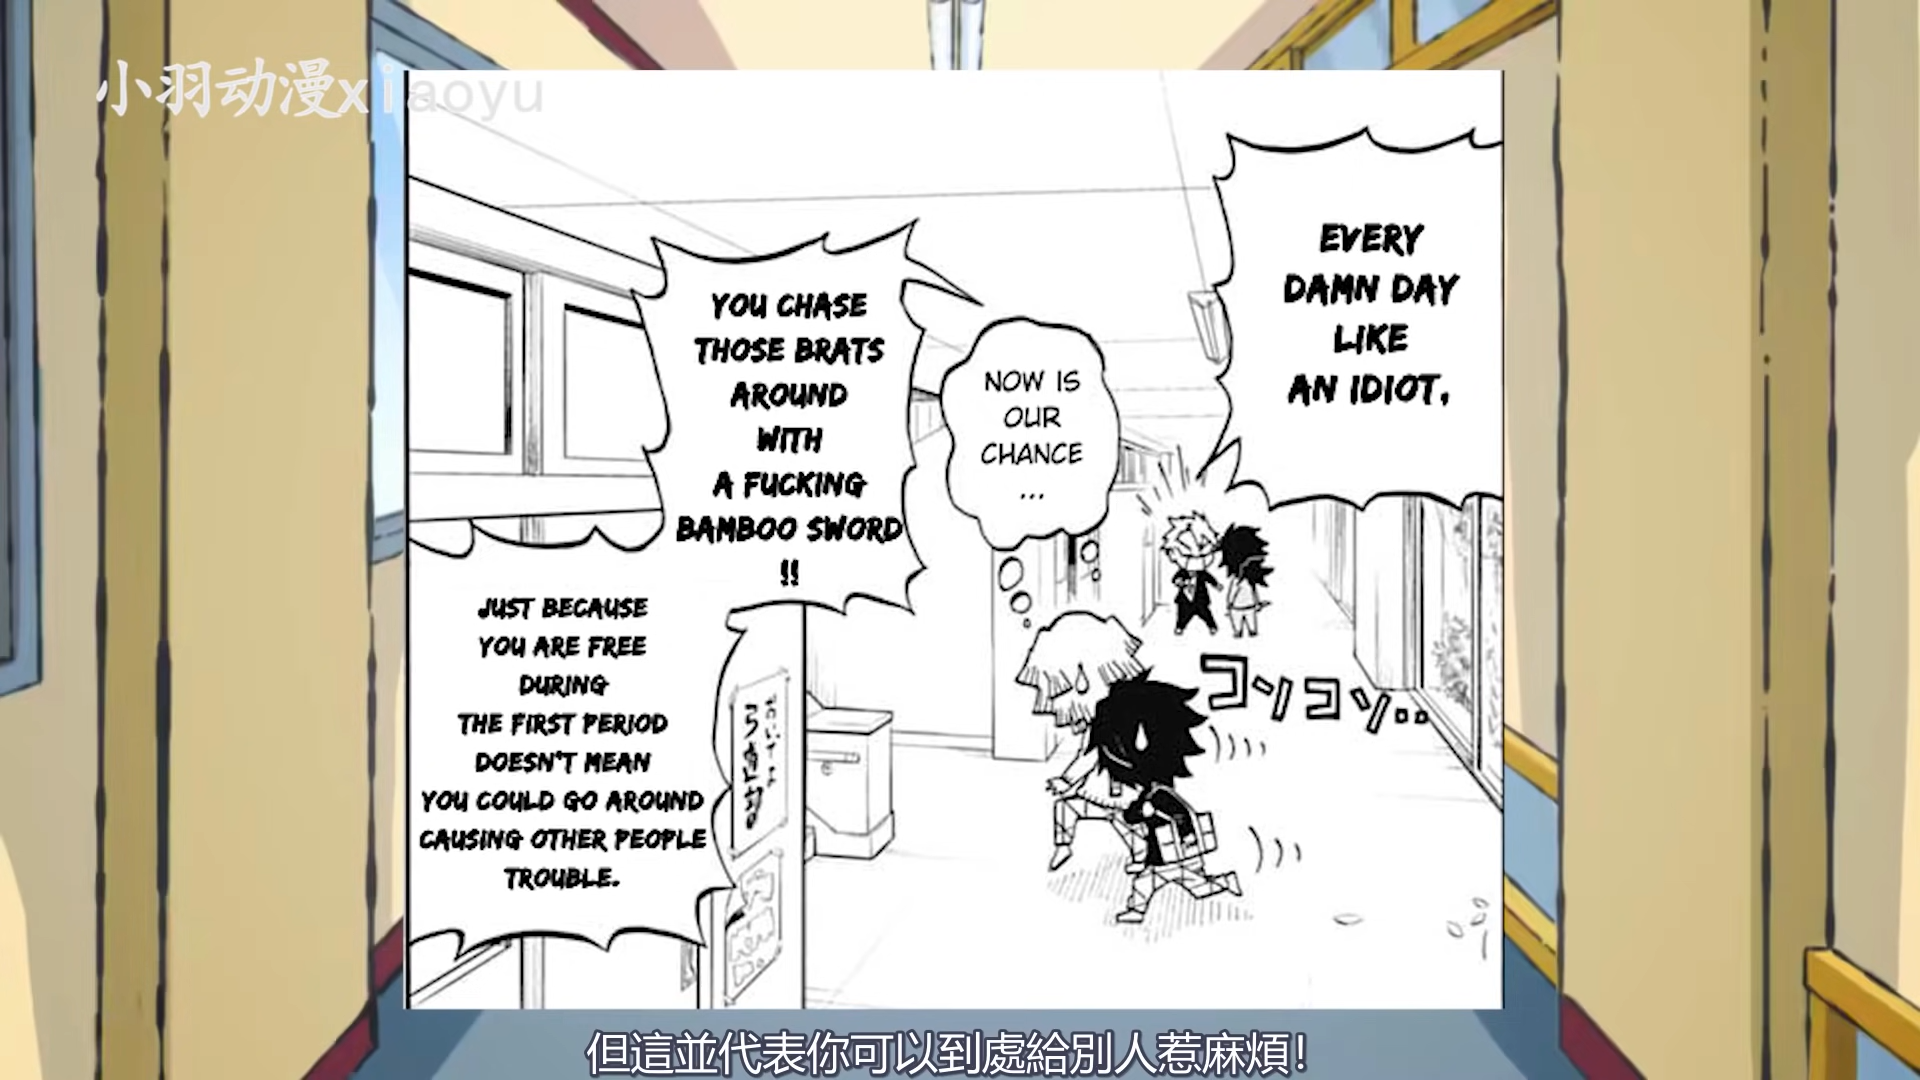 小羽动漫xiaoyu
EVERY
DAMN DAY
LIKE
AN IDIOT,
YOU CHASE
THOSE BRATS
AROUND
WITH
A FUCKING
BAMBOO SWORD
!!
NOW IS
OUR
CHANCE
...
JUST BECAUSE
YOU ARE FREE
DURING
THE FIRST PERIOD
DOESN'T MEAN
YOU COULD GO AROUND
CAUSING OTHER PEOPLE
TROUBLE.
コソコソ..
但這並代表你可以到處給別人惹麻煩!